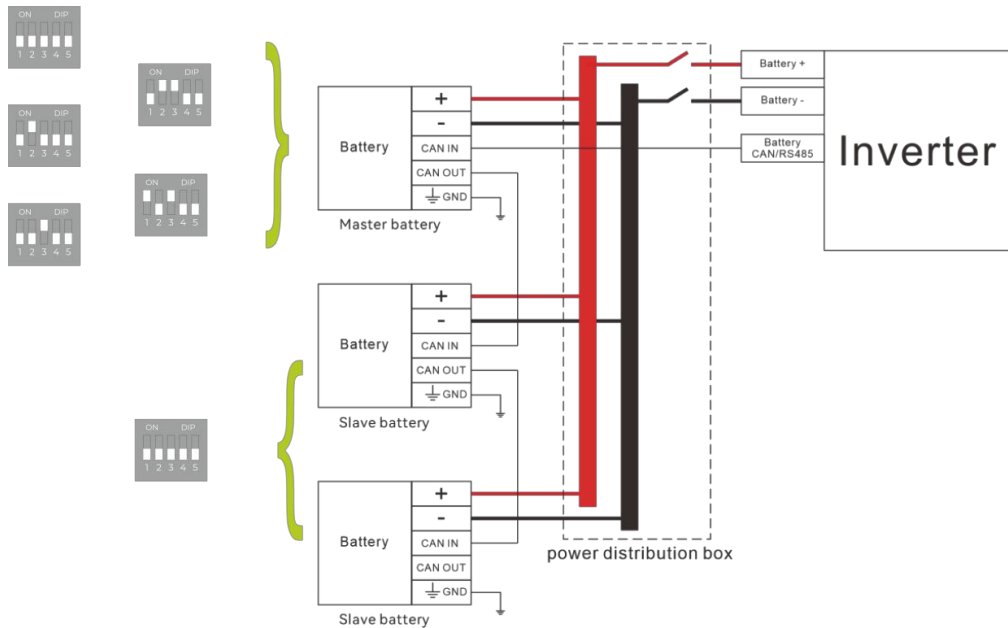 ON DIP
1 2 3 4 5
ON DIP
1 2 3 4 5
ON DIP
1 2 3 4 5
ON DIP
1 2 3 4 5
ON DIP
1 2 3 4 5
ON DIP
1 2 3 4 5
Battery
+
-
CAN IN
CAN OUT
GND
Master battery
Battery
+
-
CAN IN
CAN OUT
GND
Slave battery
Battery
+
-
CAN IN
CAN OUT
GND
Slave battery
power distribution box
Battery +
Battery -
Battery
CAN/RS485
Inverter